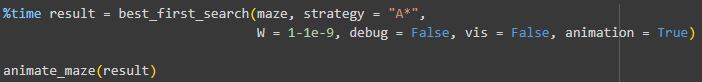 %time result = best_first_search(maze, strategy = "A*",
W = 1-1e-9, debug = False, vis = False, animation = True)
animate_maze(result)